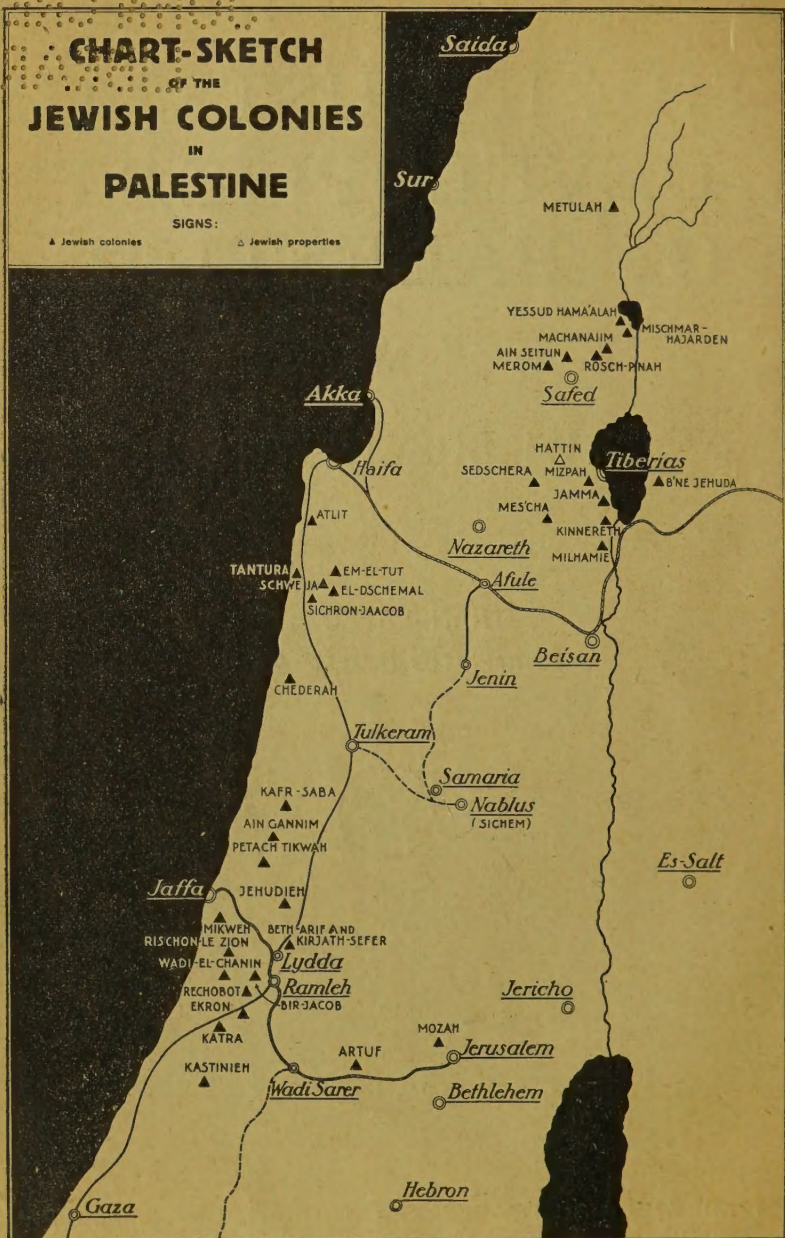 CHART-SKETCH
OF THE
JEWISH COLONIES
IN
PALESTINE
SIGNS:
▲ Jewish colonies △ Jewish properties
Saida
Sur
METULAH
YESSUD HAMA'ALAH
MISCHMAR-
HAJARDEN
MACHANAJIM
AIN SEITUN
MEROM
ROSCH-PINAH
Safed
Akka
Haifa
HATTIN
MIZPAH
Tiberías
SEDSCHERA
B'NE JEHUDA
JAMMA
MES'CHA
KINNERETH
MILHAMIE
Nazareth
ATLIT
TANTURA
EM-EL-TUT
SCHWEJA
EL-DSCHEMAL
SICHRON-JAACOB
Afule
Beísan
Jenin
CHEDERAH
Tulkeram
Samaria
Nablus
(SICHEM)
KAFR-SABA
AIN GANNIM
PETACH TIKWAH
Es-Salt
Jaffa
JEHUDIEH
MIKWEH
BETH-ARIF AND
KIRJATH-SEFER
RISCHON-LE ZION
Lydda
WADI-EL-CHANIN
Ramleh
RECHOBOT
BIR-JACOB
EKRON
Jericho
KATRA
MOZAH
ARTUF
Jerusalem
KASTINIEH
Wadi Sarer
Bethlehem
Hebron
Gaza